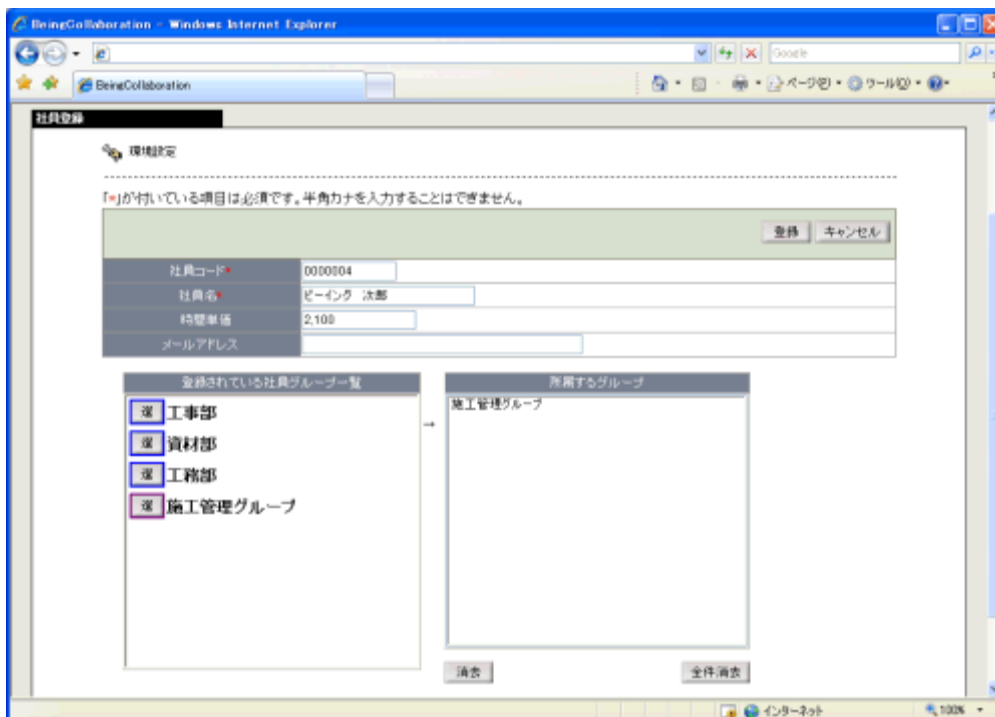 BeingCollaboration - Windows Internet Explorer
Google
BeingCollaboration
ページ(P) ツール(O)
社員登録
環境設定
「*」が付いている項目は必須です。半角カナを入力することはできません。
登録 キャンセル
社員コード* 0000004
社員名* ビーイング 次郎
時間単価 2,100
メールアドレス
登録されている社員グループ一覧
所属するグループ
選 工事部
施工管理グループ
→
選 資材部
選 工務部
選 施工管理グループ
消去 全件消去
インターネット 100%